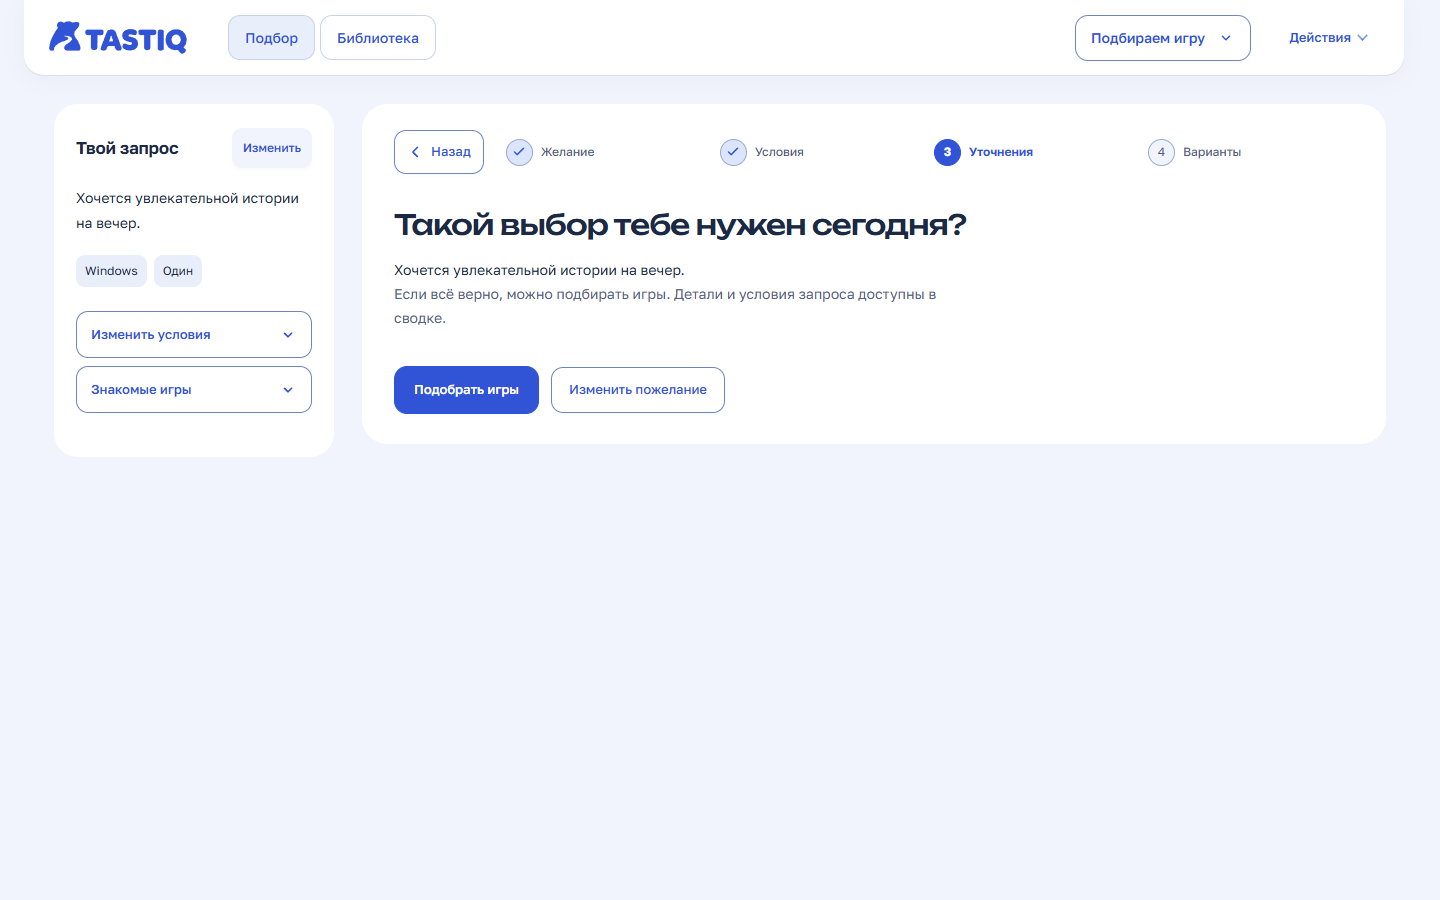 TASTIQ
Подбор
Библиотека
Подбираем игру
Действия
Твой запрос
Изменить
Хочется увлекательной истории
на вечер.
Windows
Один
Изменить условия
Знакомые игры
Назад
Желание
Условия
3
Уточнения
4
Варианты
Такой выбор тебе нужен сегодня?
Хочется увлекательной истории на вечер.
Если всё верно, можно подбирать игры. Детали и условия запроса доступны в
сводке.
Подобрать игры
Изменить пожелание